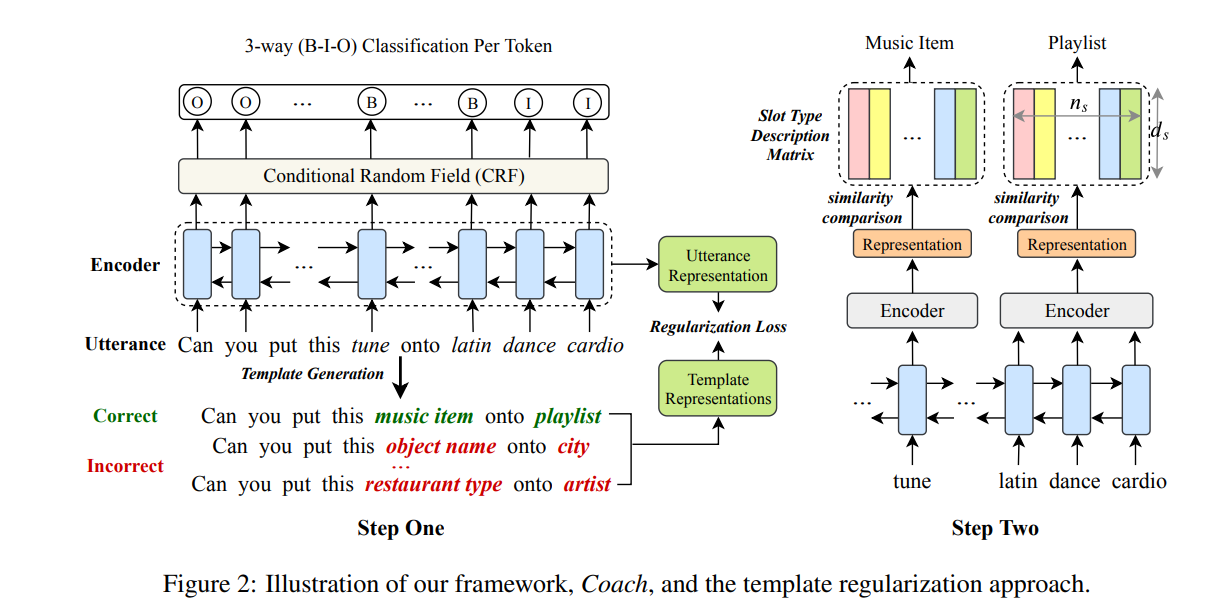 3-way (B-I-O) Classification Per Token
O O ... B ... B I I
Conditional Random Field (CRF)
Encoder
... ...
Utterance Can you put this tune onto latin dance cardio
Template Generation
Correct Can you put this music item onto playlist
Incorrect
Can you put this object name onto city
...
Can you put this restaurant type onto artist
Utterance
Representation
Regularization Loss
Template
Representations
Step One
Music Item Playlist
Slot Type
Description
Matrix
... ...
n_s
d_s
similarity
comparison
similarity
comparison
Representation Representation
Encoder Encoder
... ...
tune latin dance cardio
Step Two
Figure 2: Illustration of our framework, Coach, and the template regularization approach.